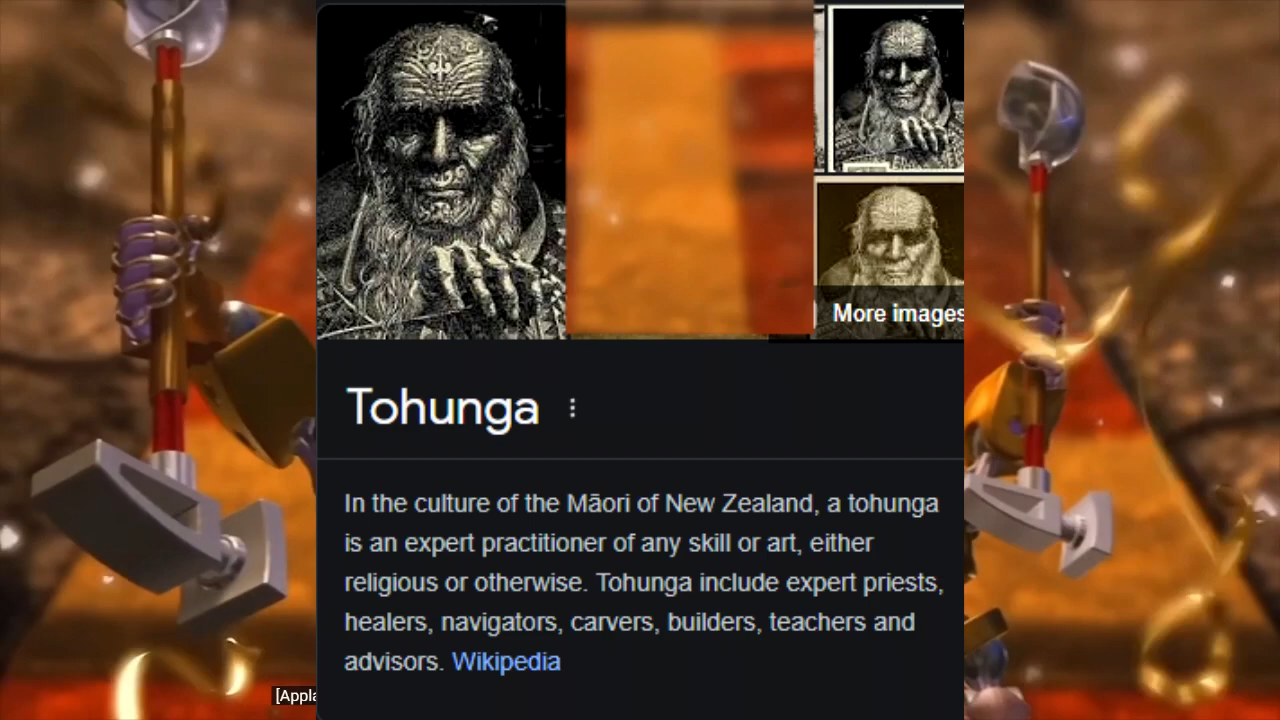 More images
Tohunga
In the culture of the Māori of New Zealand, a tohunga
is an expert practitioner of any skill or art, either
religious or otherwise. Tohunga include expert priests,
healers, navigators, carvers, builders, teachers and
advisors. Wikipedia
[Appla